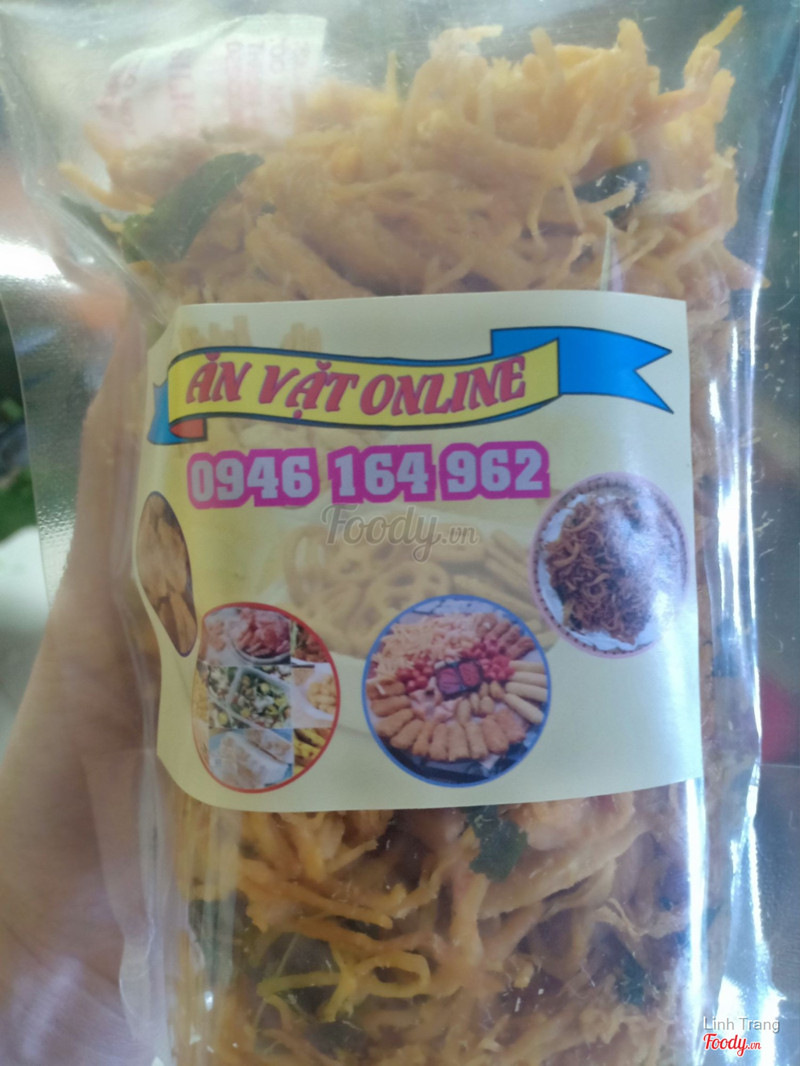 ĂN VẶT ONLINE
0946 164 962
Foody.vn
Linh Trang
Foody.vn